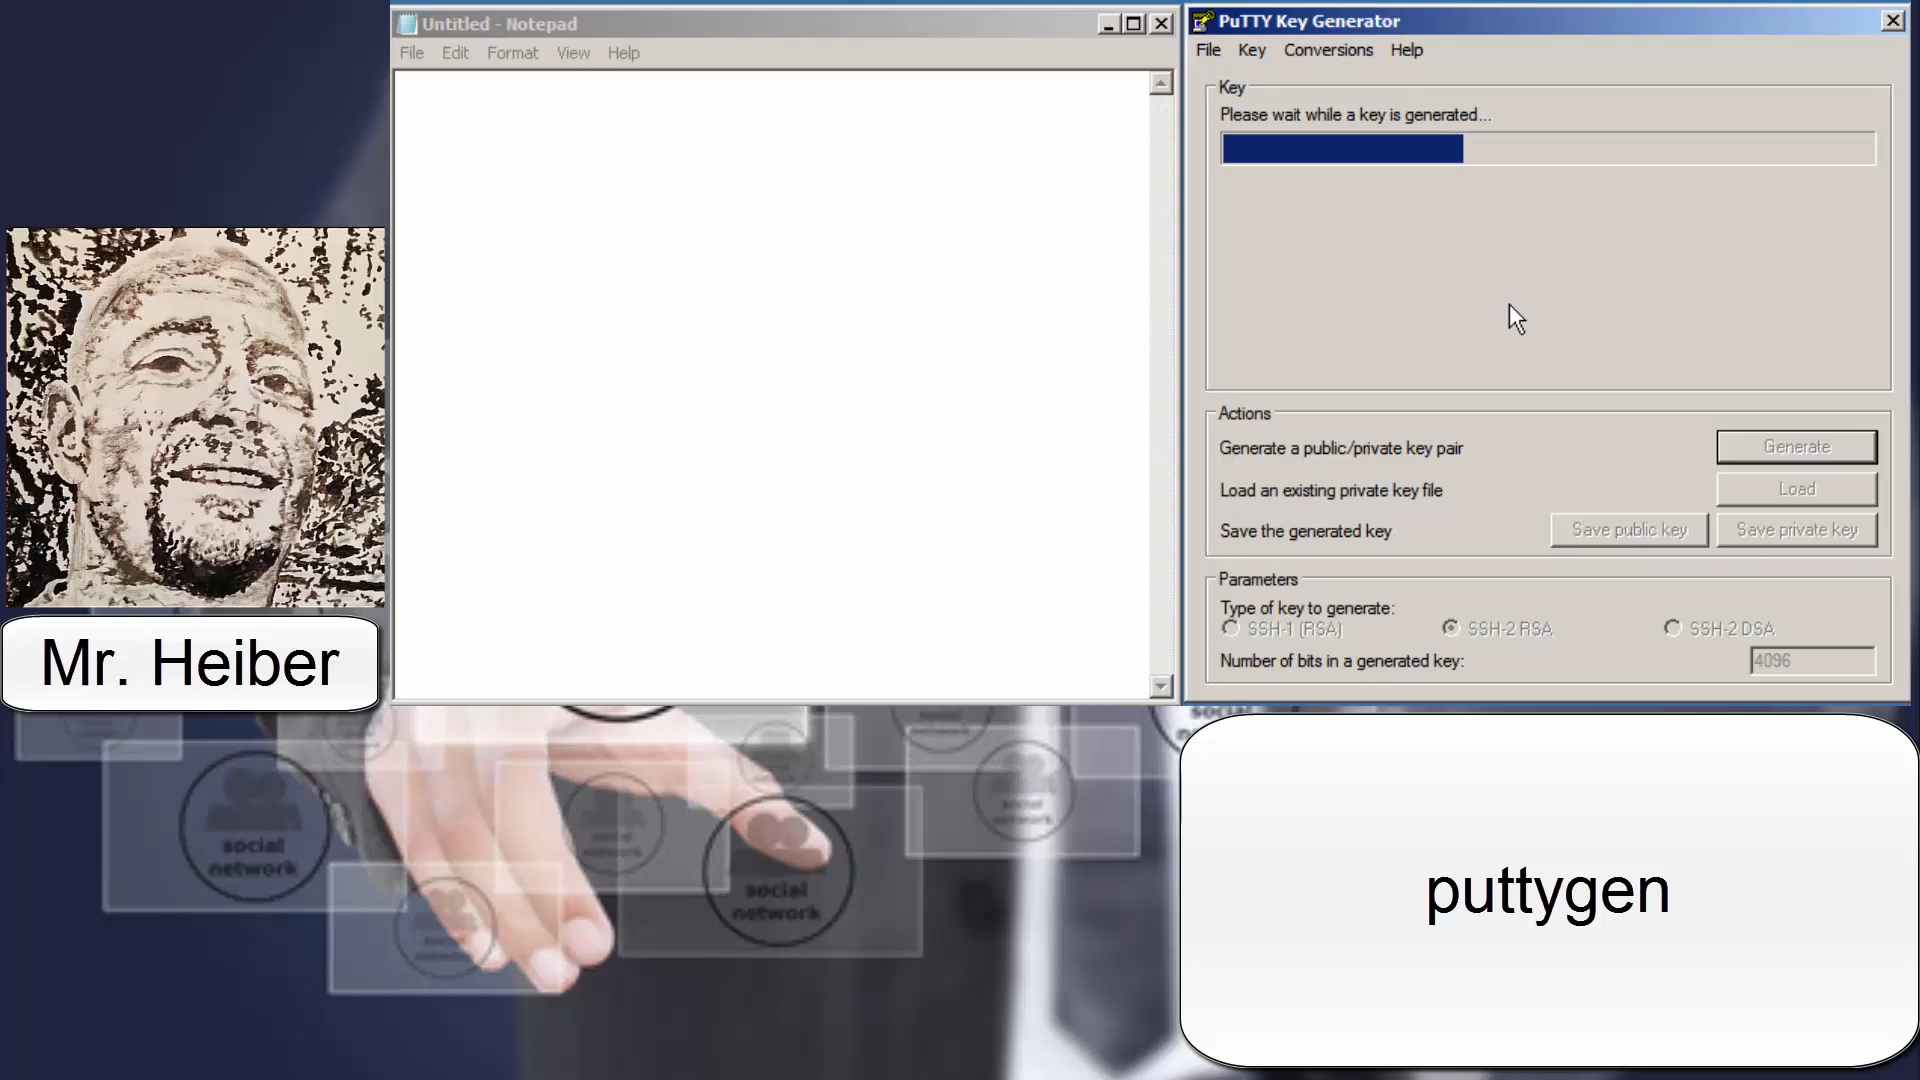 Untitled - Notepad
File Edit Format View Help
PuTTY Key Generator
File Key Conversions Help
Key
Please wait while a key is generated...
Actions
Generate a public/private key pair
Generate
Load an existing private key file
Load
Save the generated key
Save public key
Save private key
Parameters
Type of key to generate:
SSH-1 (RSA)
SSH-2 RSA
SSH-2 DSA
Number of bits in a generated key:
4096
Mr. Heiber
puttygen
social
network
social
network
social
network
social